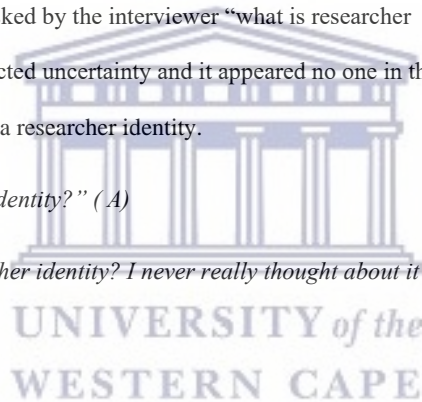 ked by the interviewer “what is researcher
cted uncertainty and it appeared no one in th
a researcher identity.
dentity?” ( A)
her identity? I never really thought about it
UNIVERSITY of the
WESTERN CAPE